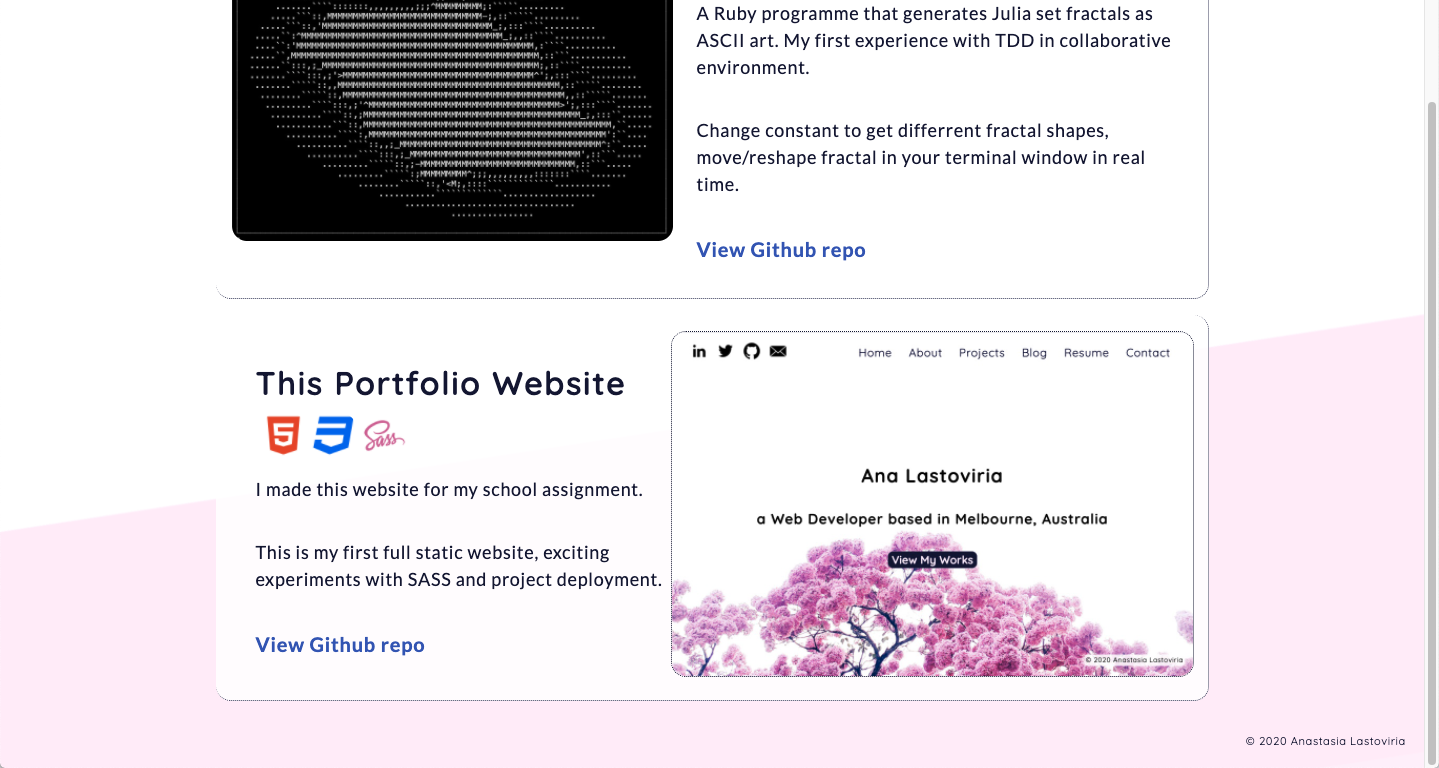 A Ruby programme that generates Julia set fractals as
ASCII art. My first experience with TDD in collaborative
environment.
Change constant to get differrent fractal shapes,
move/reshape fractal in your terminal window in real
time.
View Github repo
This Portfolio Website
5
Sass
I made this website for my school assignment.
This is my first full static website, exciting
experiments with SASS and project deployment.
View Github repo
in
Home About Projects Blog Resume Contact
Ana Lastoviria
a Web Developer based in Melbourne, Australia
View My Works
© 2020 Anastasia Lastoviria
© 2020 Anastasia Lastoviria